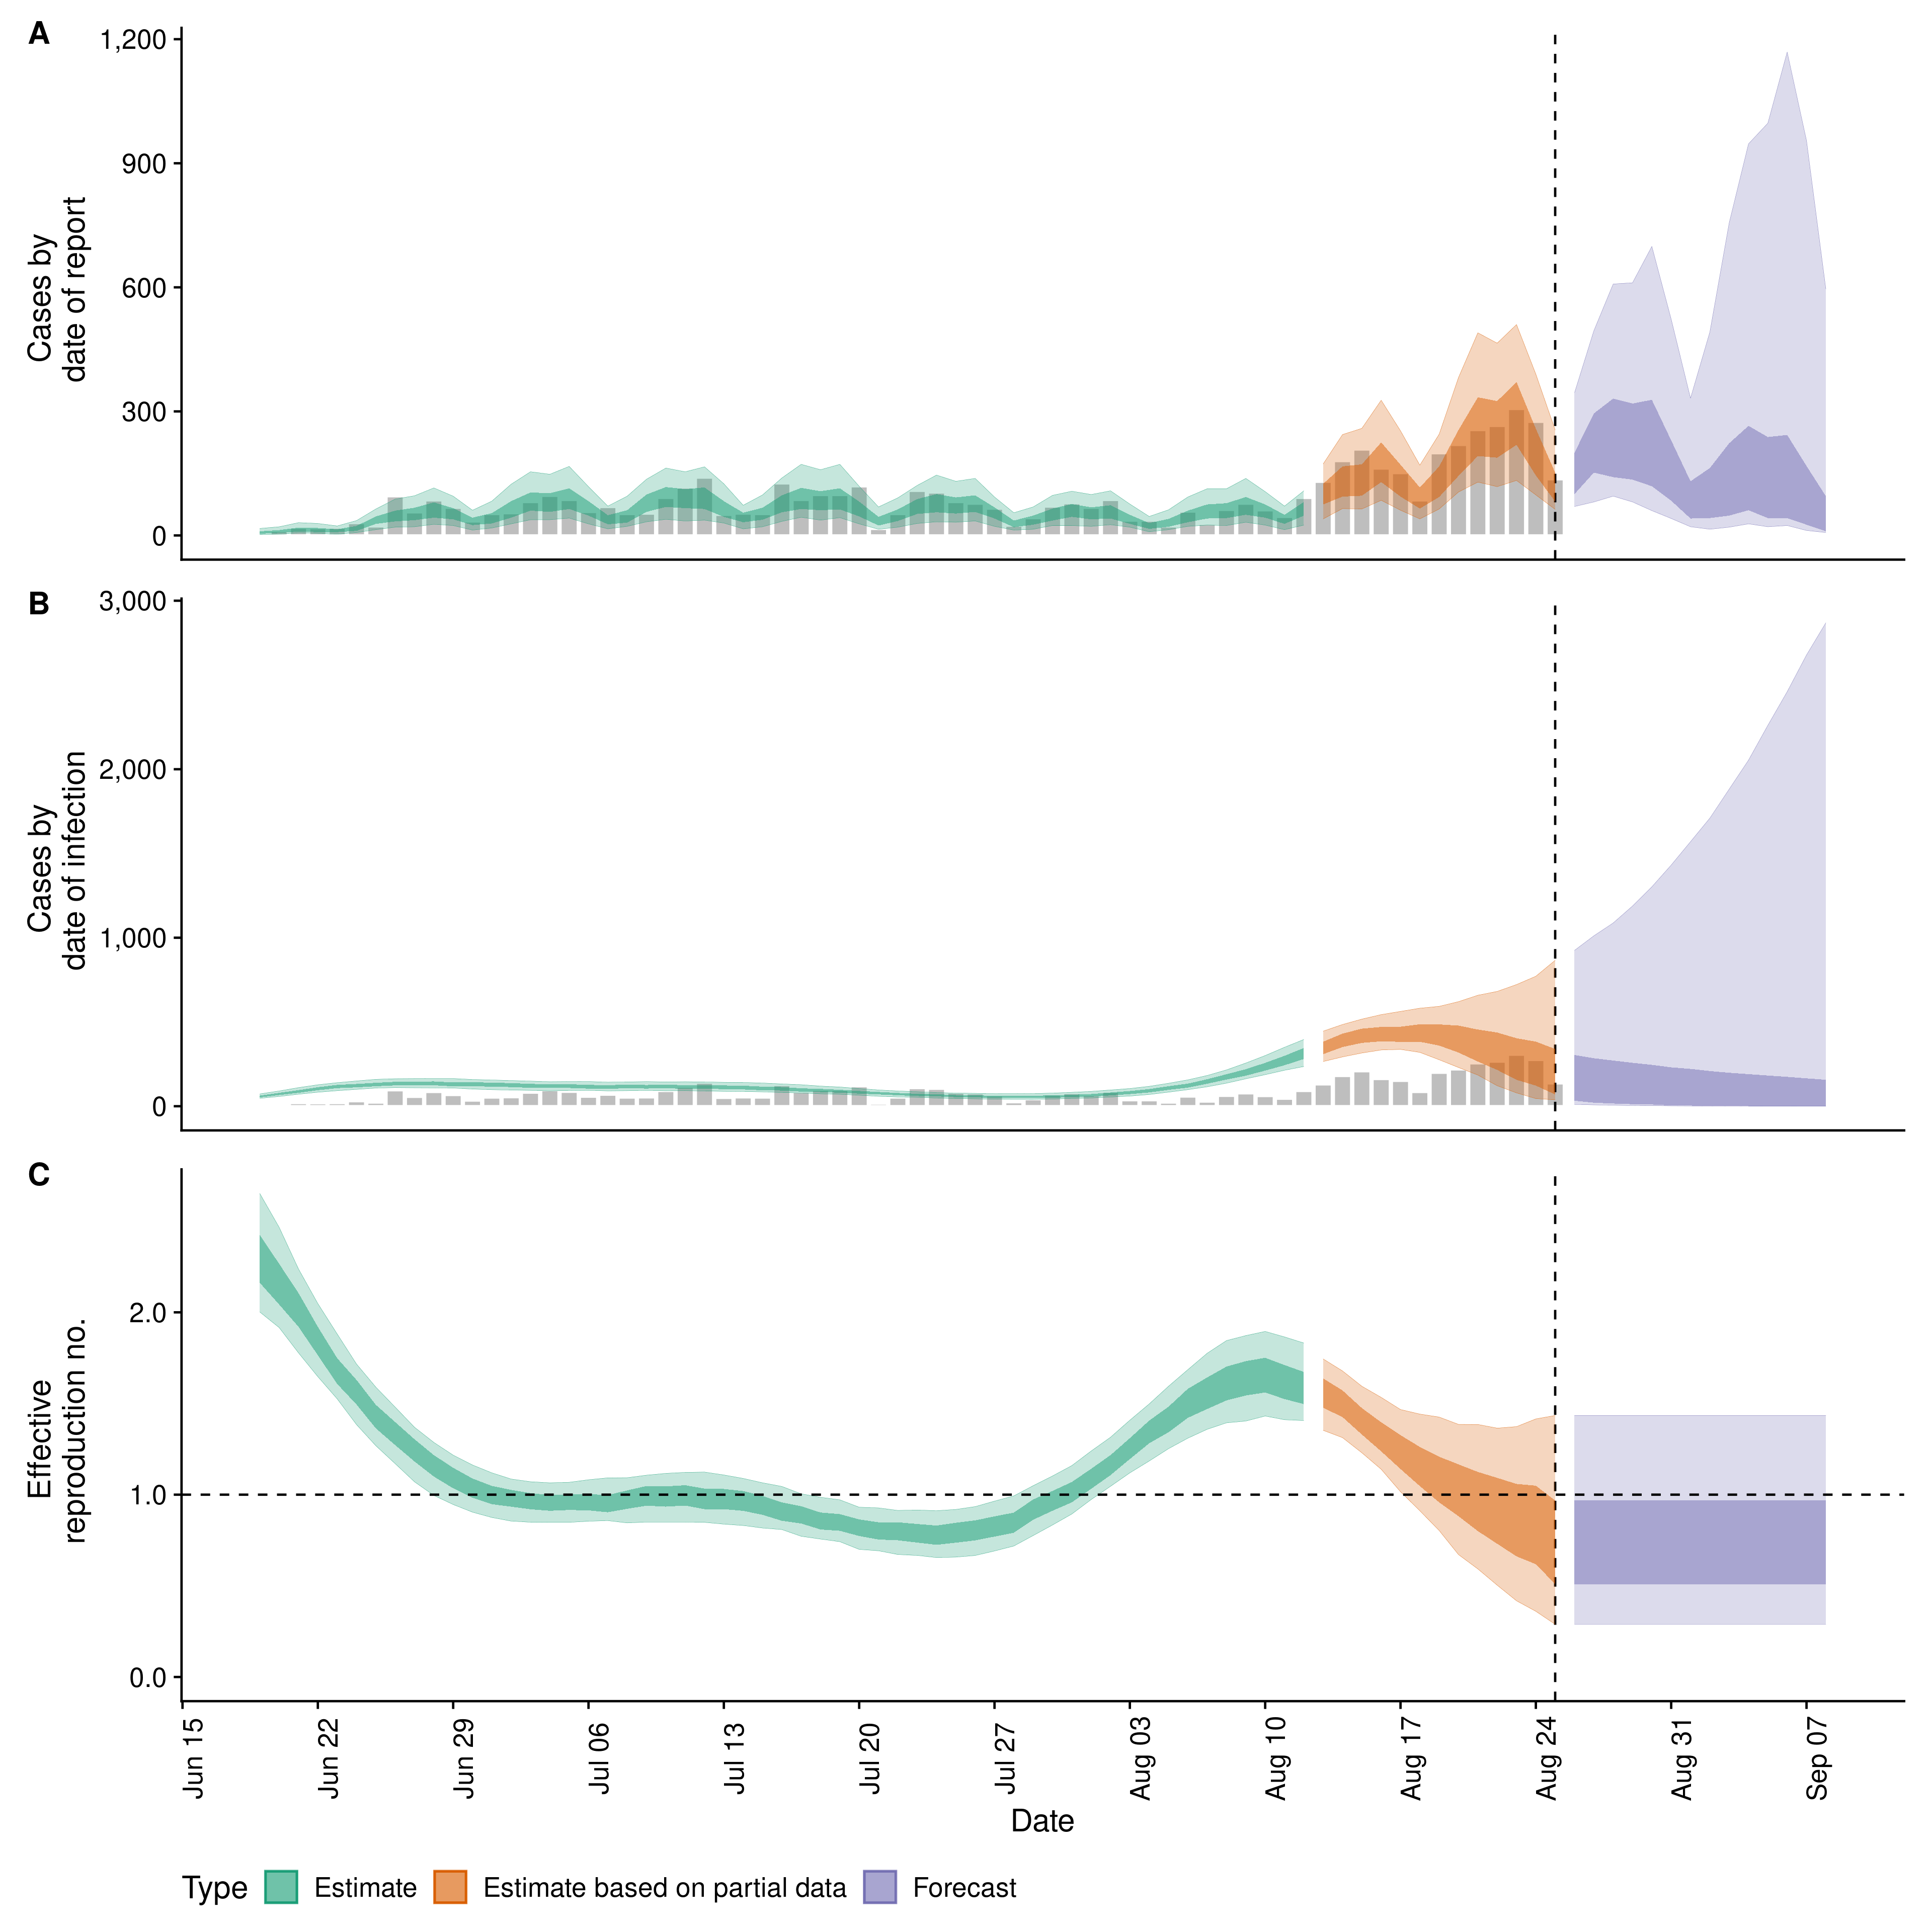 A
1,200
900
600
300
0
Cases by
date of report
B
3,000
2,000
1,000
0
Cases by
date of infection
C
2.0
1.0
0.0
Effective
reproduction no.
Jun 15
Jun 22
Jun 29
Jul 06
Jul 13
Jul 20
Jul 27
Aug 03
Aug 10
Aug 17
Aug 24
Aug 31
Sep 07
Date
Type Estimate Estimate based on partial data Forecast